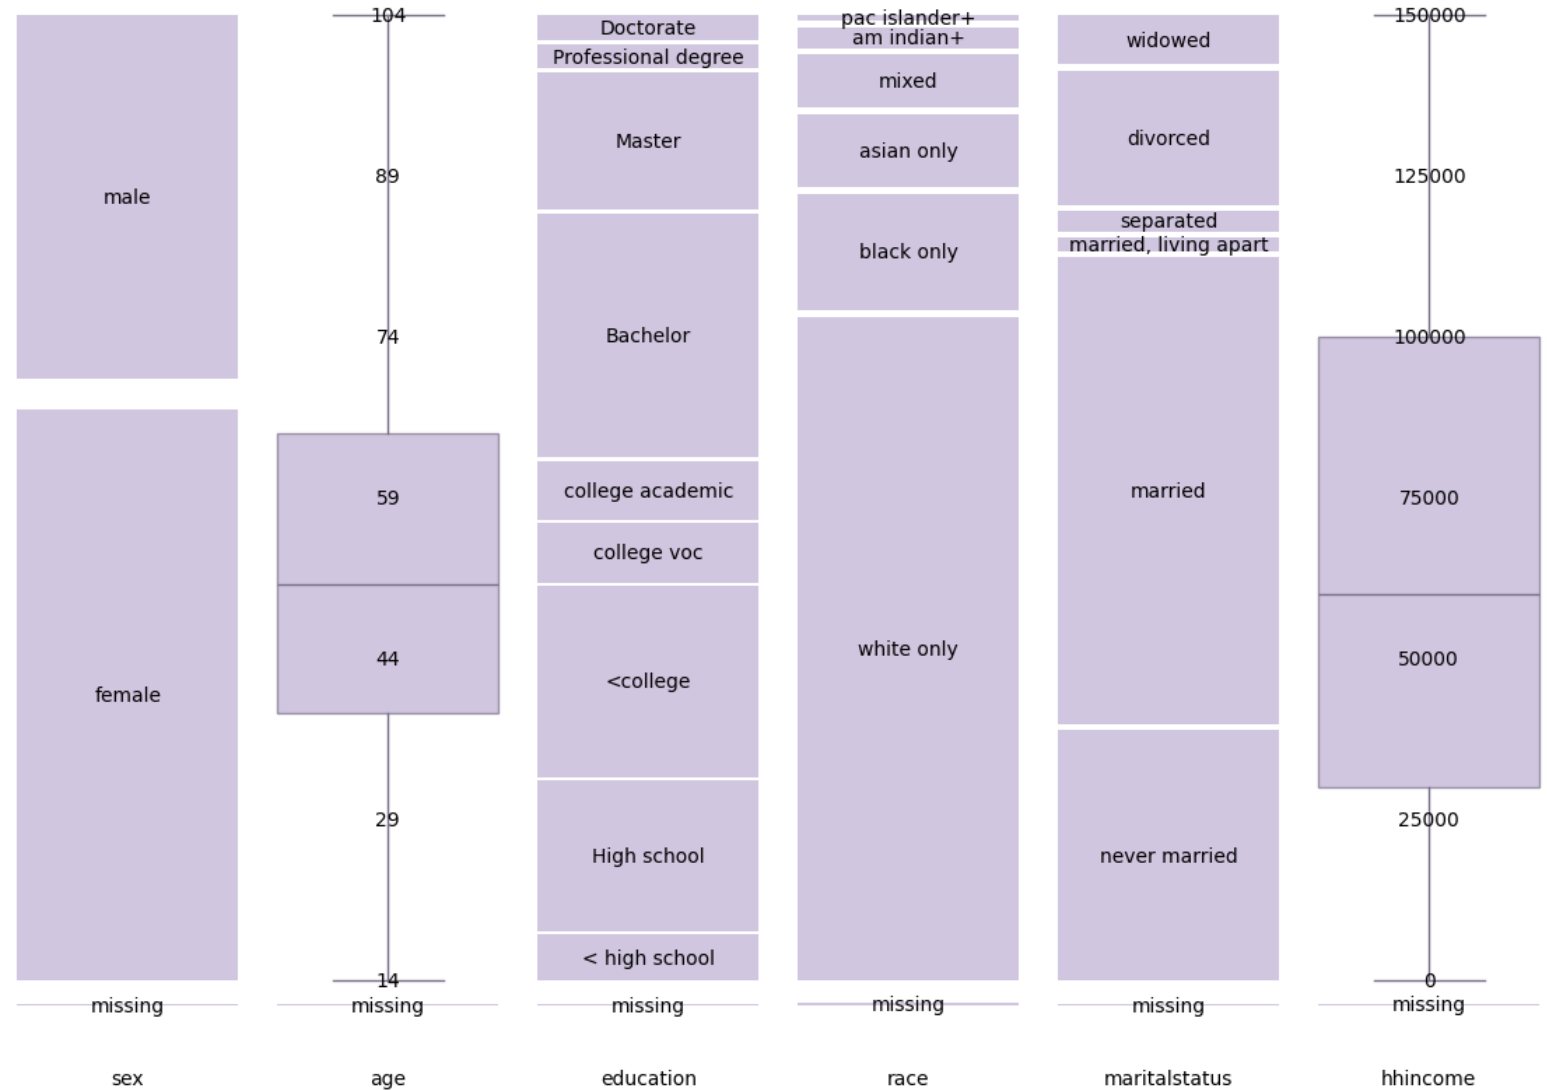 male
female
missing
sex
104
89
74
59
44
29
14
missing
age
Doctorate
Professional degree
Master
Bachelor
college academic
college voc
<college
High school
< high school
missing
education
pac islander+
am indian+
mixed
asian only
black only
white only
missing
race
widowed
divorced
separated
married, living apart
married
never married
missing
maritalstatus
150000
125000
100000
75000
50000
25000
0
missing
hhincome